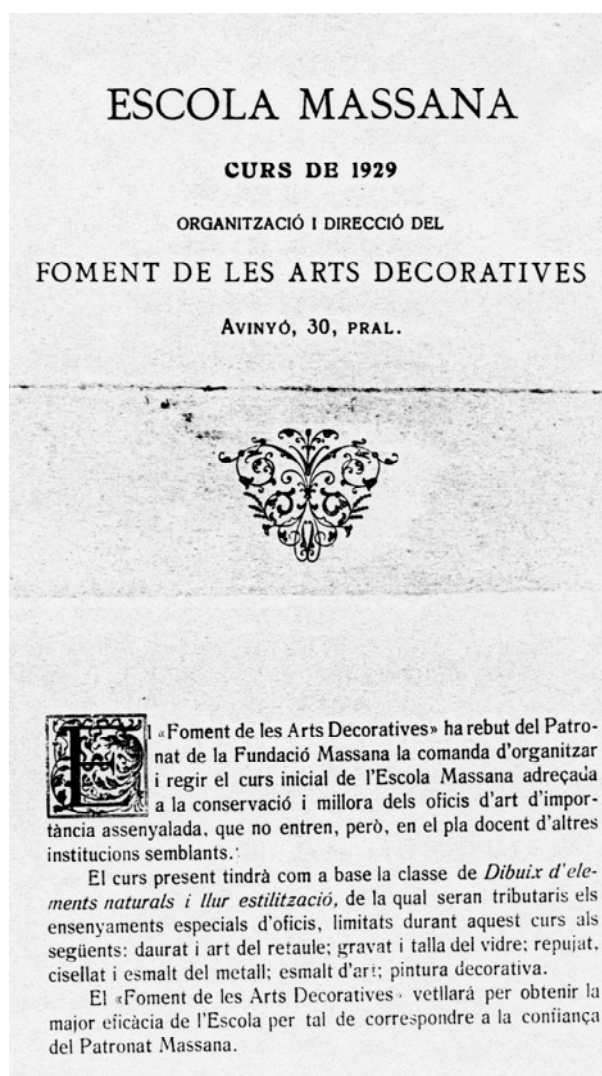 ESCOLA MASSANA
CURS DE 1929
ORGANITZACIÓ I DIRECCIÓ DEL
FOMENT DE LES ARTS DECORATIVES
AVINYÓ, 30, PRAL.
El «Foment de les Arts Decoratives» ha rebut del Patro-
nat de la Fundació Massana la comanda d'organitzar
i regir el curs inicial de l'Escola Massana adreçada
a la conservació i millora dels oficis d'art d'impor-
tància assenyalada, que no entren, però, en el pla docent d'altres
institucions semblants.
El curs present tindrà com a base la classe de Dibuix d'ele-
ments naturals i llur estilització, de la qual seran tributaris els
ensenyaments especials d'oficis, limitats durant aquest curs als
següents: daurat i art del retaule; gravat i talla del vidre; repujat,
cisellat i esmalt del metall; esmalt d'art; pintura decorativa.
El «Foment de les Arts Decoratives» vetllarà per obtenir la
major eficàcia de l'Escola per tal de correspondre a la confiança
del Patronat Massana.